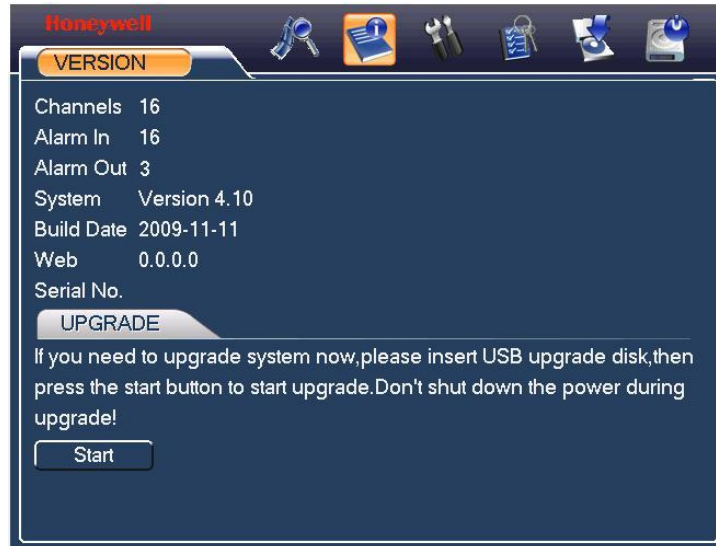 Honeywell
VERSION
Channels 16
Alarm In 16
Alarm Out 3
System Version 4.10
Build Date 2009-11-11
Web 0.0.0.0
Serial No.
UPGRADE
If you need to upgrade system now,please insert USB upgrade disk,then
press the start button to start upgrade.Don't shut down the power during
upgrade!
Start